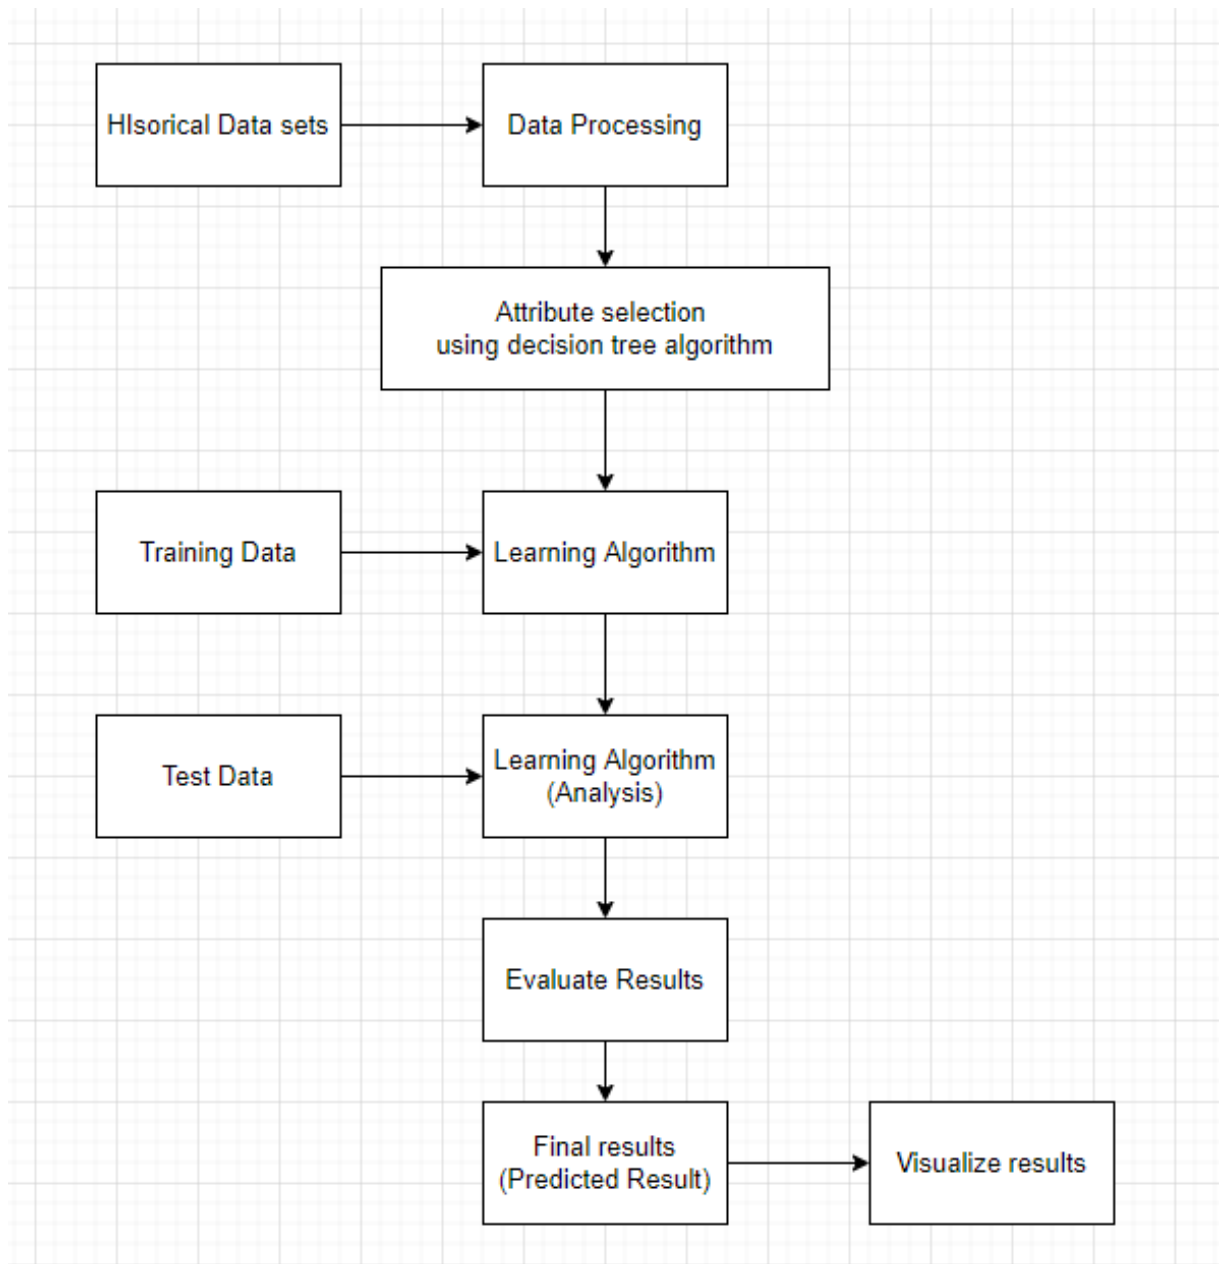 HIsorical Data sets
Data Processing
Attribute selection
using decision tree algorithm
Training Data
Learning Algorithm
Test Data
Learning Algorithm
(Analysis)
Evaluate Results
Final results
(Predicted Result)
Visualize results